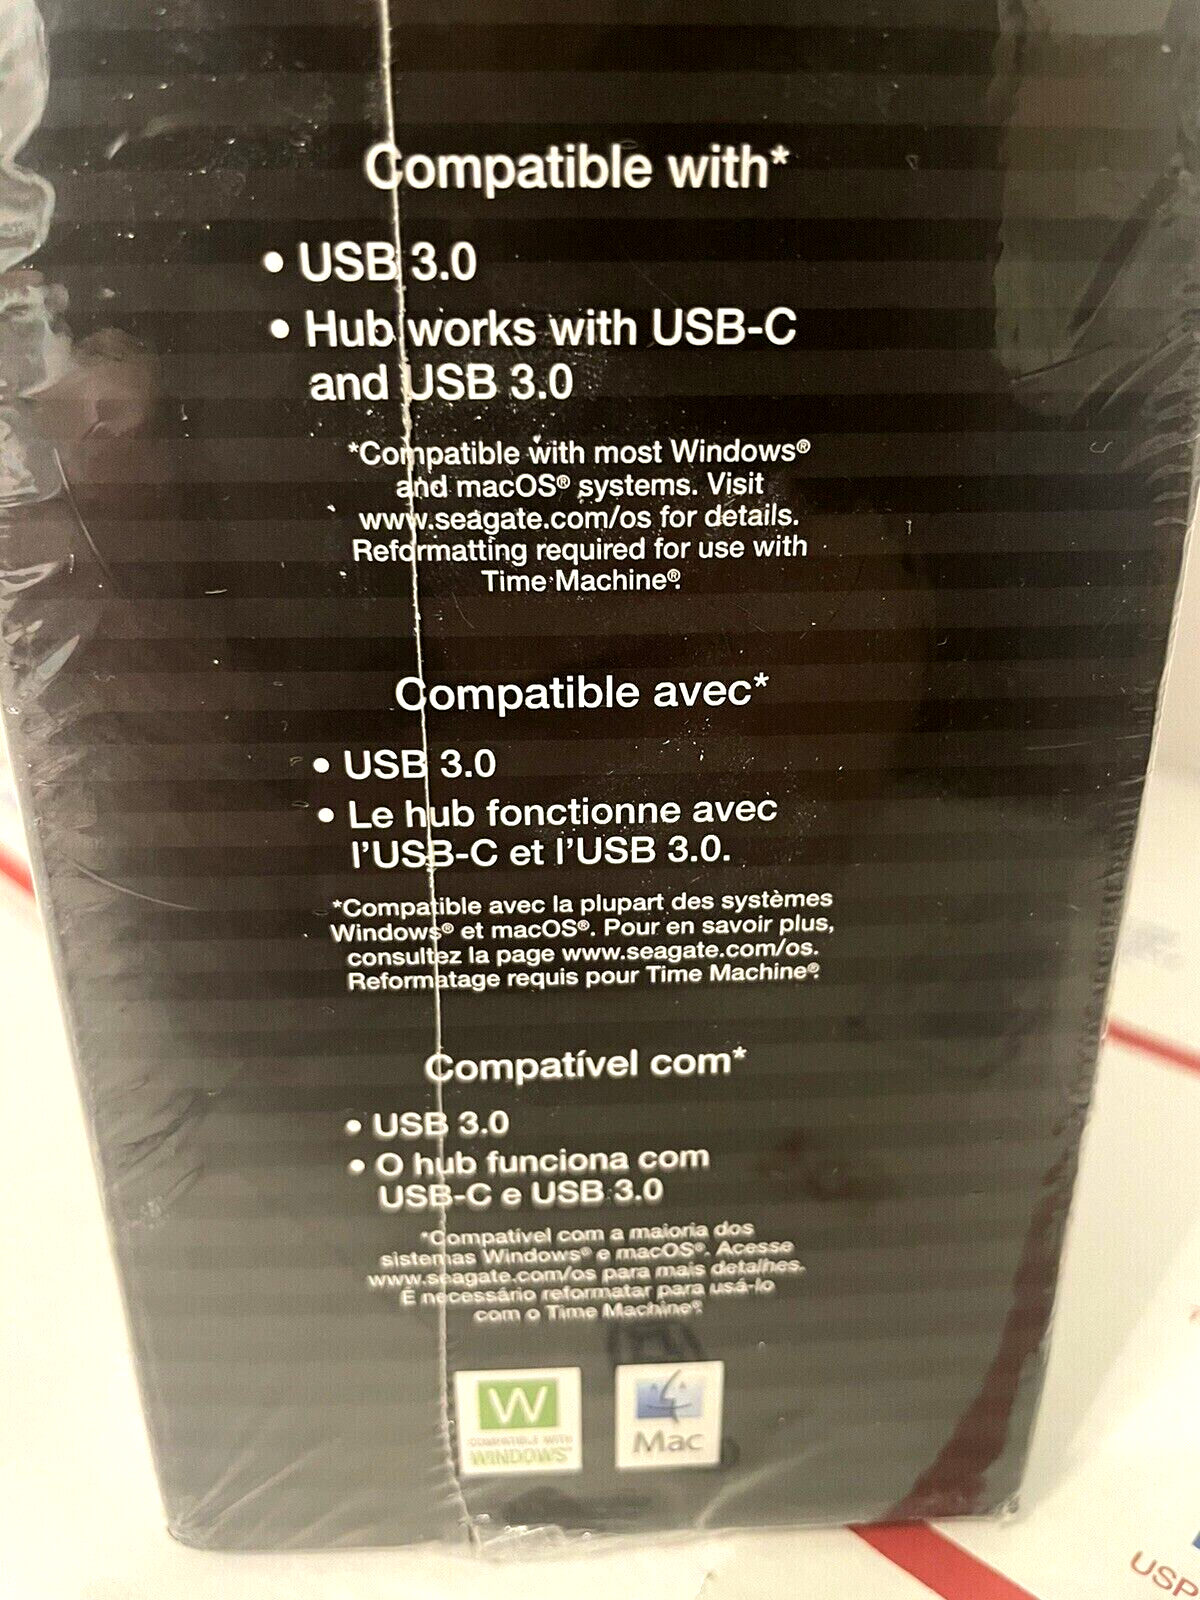 Compatible with*
• USB 3.0
• Hub works with USB-C
and USB 3.0
*Compatible with most Windows®
and macOS® systems. Visit
www.seagate.com/os for details.
Reformatting required for use with
Time Machine®.
Compatible avec*
• USB 3.0
• Le hub fonctionne avec
l'USB-C et l'USB 3.0.
*Compatible avec la plupart des systèmes
Windows® et macOS®. Pour en savoir plus,
consultez la page www.seagate.com/os.
Reformatage requis pour Time Machine®.
Compatível com*
• USB 3.0
• O hub funciona com
USB-C e USB 3.0
*Compatível com a maioria dos
sistemas Windows® e macOS®. Acesse
www.seagate.com/os para mais detalhes.
É necessário reformatar para usá-lo
com o Time Machine®.
W
COMPATIBLE WITH
WINDOWS®
Mac
USP